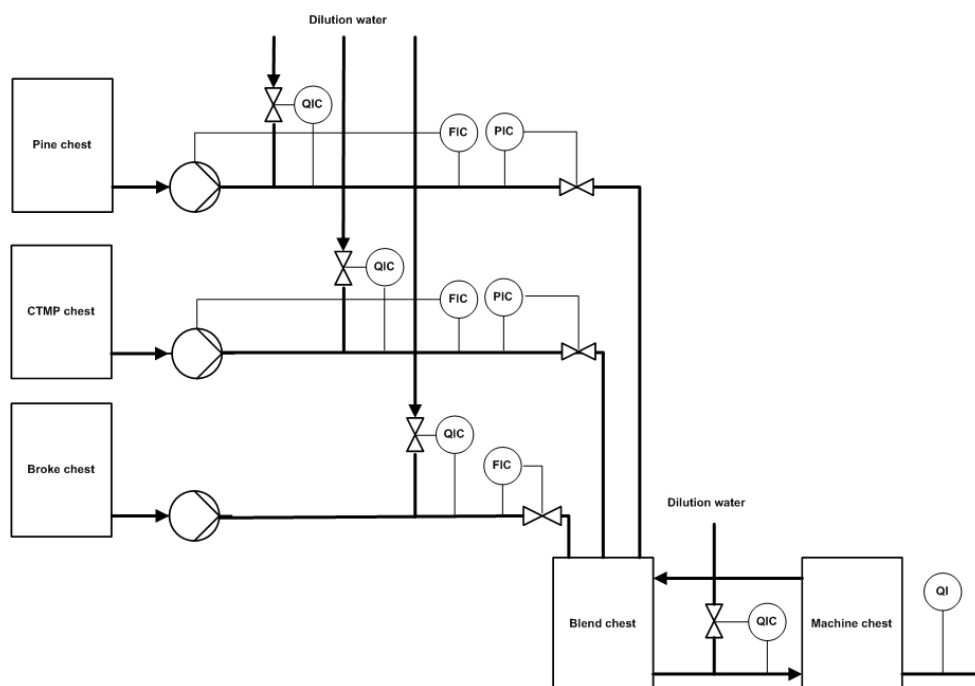 Dilution water
Pine chest
QIC
FIC
PIC
CTMP chest
QIC
FIC
PIC
Broke chest
QIC
FIC
Dilution water
Blend chest
QIC
Machine chest
QI